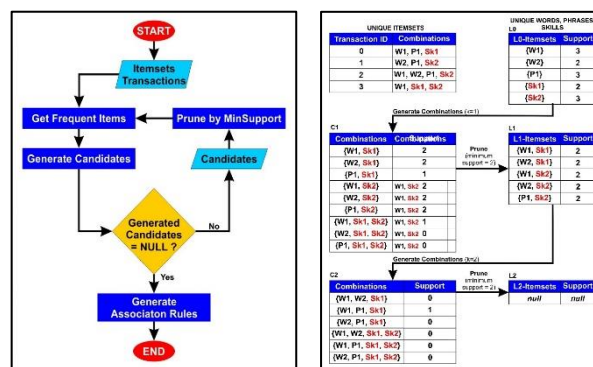 START
Itemsets
Transactions
Get Frequent Items
Prune by MinSupport
Generate Candidates
Candidates
Generated
Candidates
= NULL ?
No
Yes
Generate
Associaton Rules
END
UNIQUE ITEMSETS
Transaction ID Combinations
0 W1, P1, Sk1
1 W2, P1, Sk2
2 W1, W2, P1, Sk2
3 W1, Sk1, Sk2
UNIQUE WORDS, PHRASES
SKILLS
L0
L0-Itemsets Support
{W1} 3
{W2} 2
{P1} 3
{Sk1} 2
{Sk2} 3
Generate Combinations (k=1)
C1
Combinations Combinations
Support
{W1, Sk1} 2
{W2, Sk1} 2
{P1, Sk1} 1
{W1, Sk2} W1, Sk2 2
{W2, Sk2} W1, Sk2 2
{P1, Sk2} W1, Sk2 2
{W1, Sk1, Sk2} W1, Sk2 1
{W2, Sk1, Sk2} W1, Sk2 0
{P1, Sk1, Sk2} W1, Sk2 0
Prune
(minimum
support = 2)
L1
L1-Itemsets Support
{W1, Sk1} 2
{W2, Sk1} 2
{W1, Sk2} 2
{W2, Sk2} 2
{P1, Sk2} 2
Generate Combinations (k=2)
C2
Combinations Support
{W1, W2, Sk1} 0
{W1, P1, Sk1} 1
{W2, P1, Sk1} 0
{W1, W2, Sk1, Sk2} 0
{W1, P1, Sk1, Sk2} 0
{W2, P1, Sk1, Sk2} 0
Prune
(minimum
support = 2)
L2
L2-Itemsets Support
null null